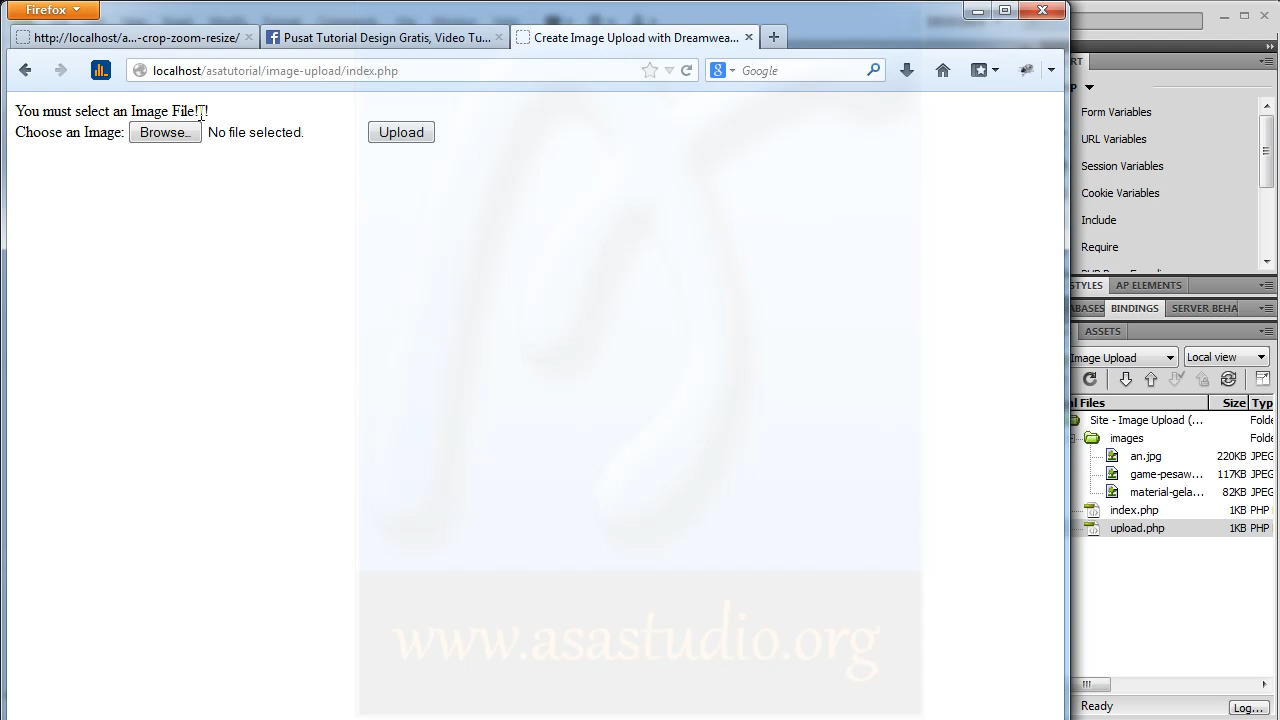 Firefox
http://localhost/a...-crop-zoom-resize/
Pusat Tutorial Design Gratis, Video Tu...
Create Image Upload with Dreamwea...
localhost/asatutorial/image-upload/index.php
Google
You must select an Image File!!!
Choose an Image: Browse... No file selected. Upload
www.asastudio.org
RT
P
Form Variables
URL Variables
Session Variables
Cookie Variables
Include
Require
STYLES AP ELEMENTS
ABASES BINDINGS SERVER BEHA
ASSETS
Image Upload Local view
al Files Size Typ
Site - Image Upload (... Folde
images Folde
an.jpg 220KB JPEG
game-pesaw... 117KB JPEG
material-gela... 82KB JPEG
index.php 1KB PHP
upload.php 1KB PHP
Ready Log...